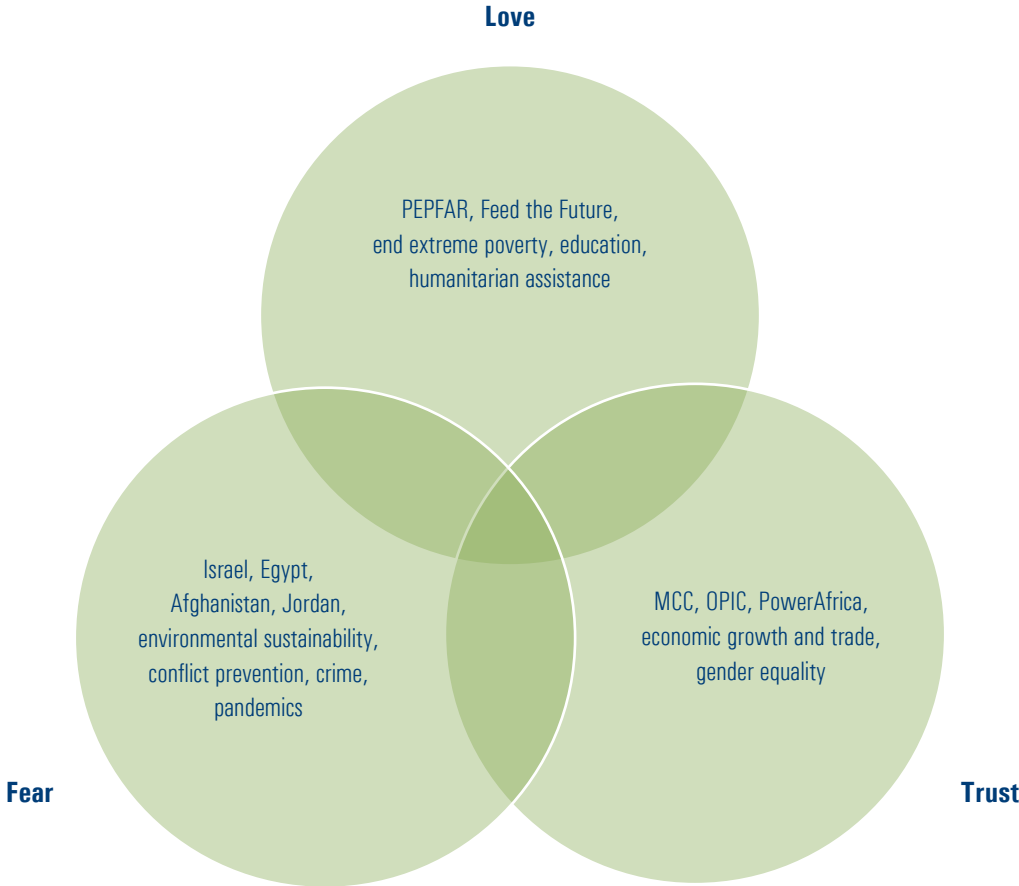 Love
PEPFAR, Feed the Future,
end extreme poverty, education,
humanitarian assistance
Israel, Egypt,
Afghanistan, Jordan,
environmental sustainability,
conflict prevention, crime,
pandemics
MCC, OPIC, PowerAfrica,
economic growth and trade,
gender equality
Fear
Trust